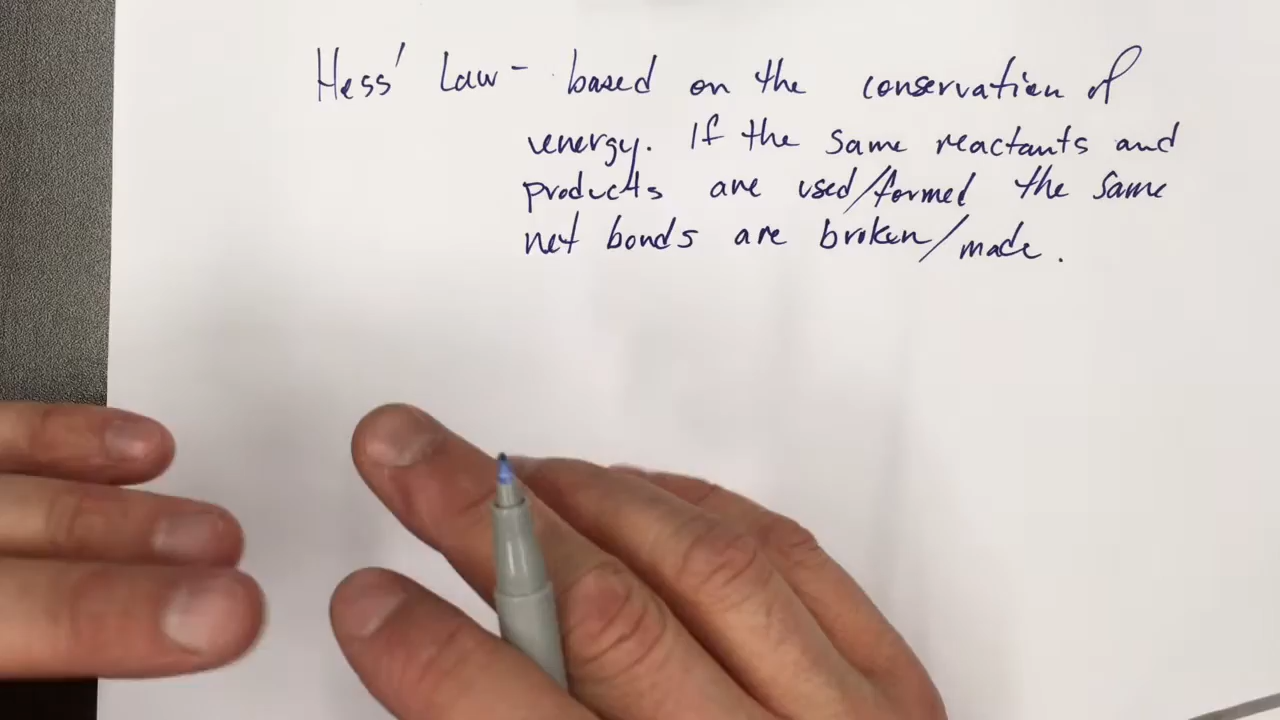 Hess' Law - based on the conservation of
energy. If the same reactants and
products are used/formed the same
net bonds are broken/made.